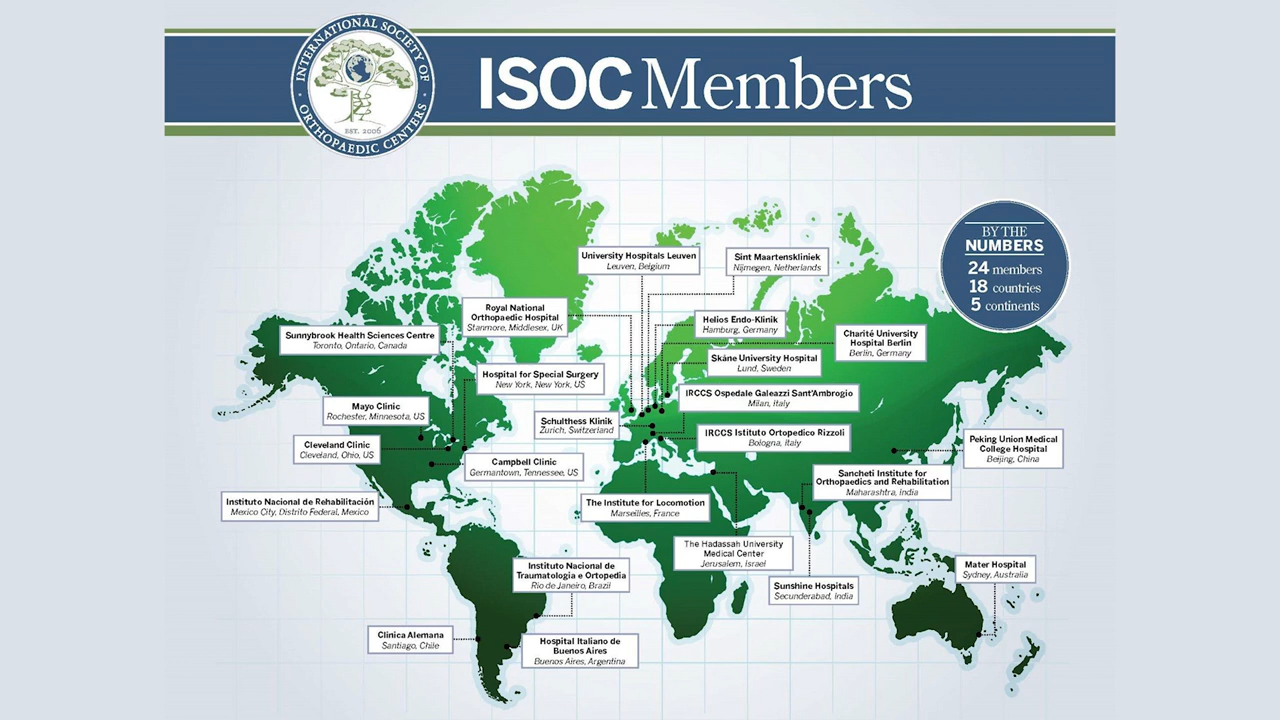 INTERNATIONAL SOCIETY OF
ORTHOPAEDIC CENTERS
EST. 2006
ISOC Members
BY THE
NUMBERS
24 members
18 countries
5 continents
University Hospitals Leuven
Leuven, Belgium
Sint Maartenskliniek
Nijmegen, Netherlands
Royal National
Orthopaedic Hospital
Stanmore, Middlesex, UK
Helios Endo-Klinik
Hamburg, Germany
Charité University
Hospital Berlin
Berlin, Germany
Sunnybrook Health Sciences Centre
Toronto, Ontario, Canada
Skåne University Hospital
Lund, Sweden
Hospital for Special Surgery
New York, New York, US
IRCCS Ospedale Galeazzi Sant'Ambrogio
Milan, Italy
Mayo Clinic
Rochester, Minnesota, US
Schulthess Klinik
Zurich, Switzerland
IRCCS Istituto Ortopedico Rizzoli
Bologna, Italy
Cleveland Clinic
Cleveland, Ohio, US
Peking Union Medical
College Hospital
Beijing, China
Campbell Clinic
Germantown, Tennessee, US
Sancheti Institute for
Orthopaedics and Rehabilitation
Maharashtra, India
Instituto Nacional de Rehabilitación
Mexico City, Distrito Federal, Mexico
The Institute for Locomotion
Marseilles, France
The Hadassah University
Medical Center
Jerusalem, Israel
Instituto Nacional de
Traumatologia e Ortopedia
Rio de Janeiro, Brazil
Sunshine Hospitals
Secunderabad, India
Mater Hospital
Sydney, Australia
Clinica Alemana
Santiago, Chile
Hospital Italiano de
Buenos Aires
Buenos Aires, Argentina